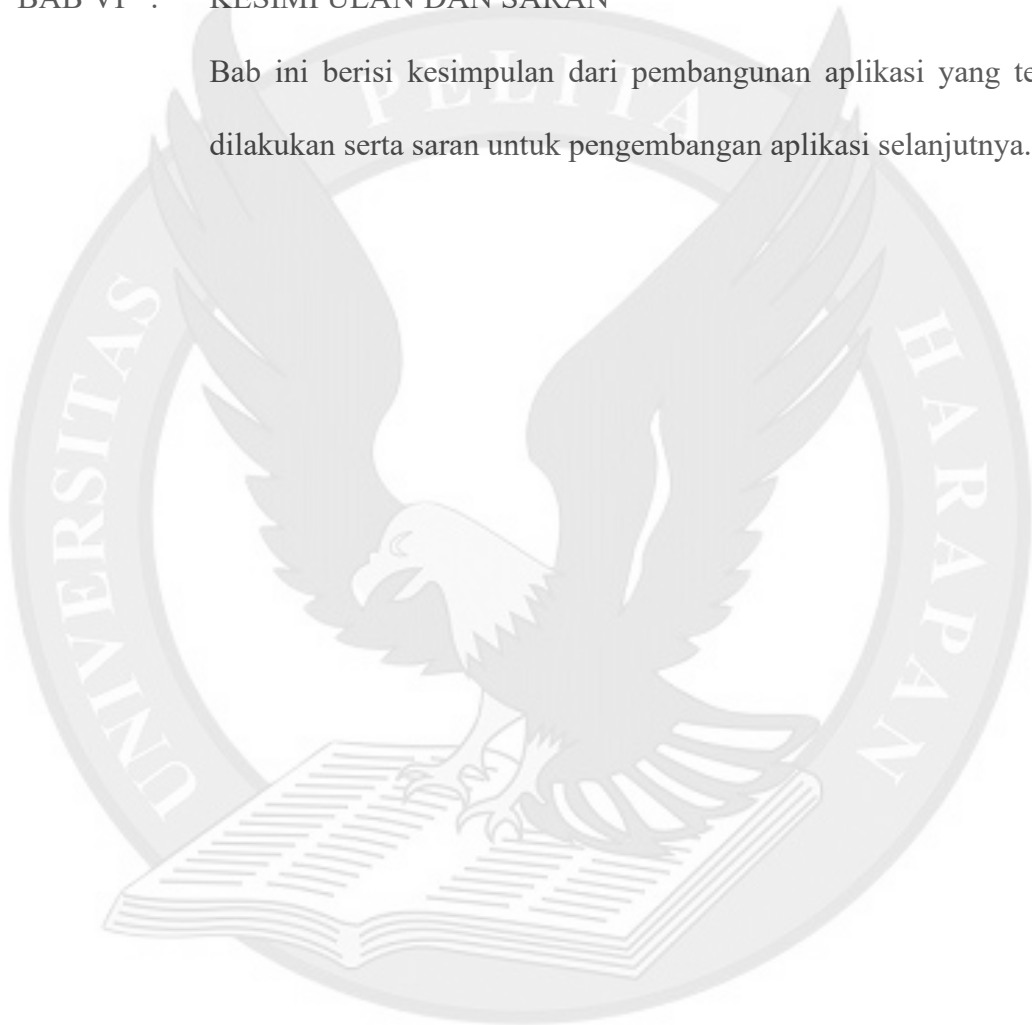 BAB VI : KESIMPULAN DAN SARAN
Bab ini berisi kesimpulan dari pembangunan aplikasi yang te
dilakukan serta saran untuk pengembangan aplikasi selanjutnya.
UNIVERSITAS PELITA HARAPAN